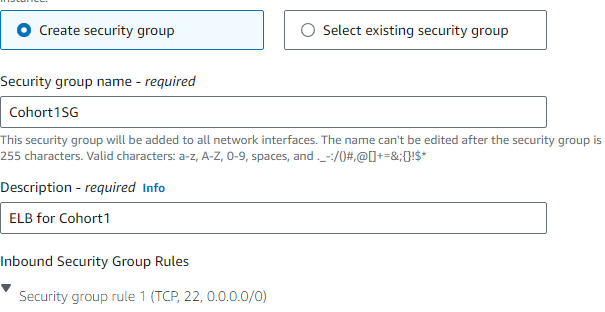 instance.
Create security group
Select existing security group
Security group name - required
Cohort1SG
This security group will be added to all network interfaces. The name can't be edited after the security group is
255 characters. Valid characters: a-z, A-Z, 0-9, spaces, and ._-:/()#,@[]+=&;{}!$*
Description - required Info
ELB for Cohort1
Inbound Security Group Rules
Security group rule 1 (TCP, 22, 0.0.0.0/0)